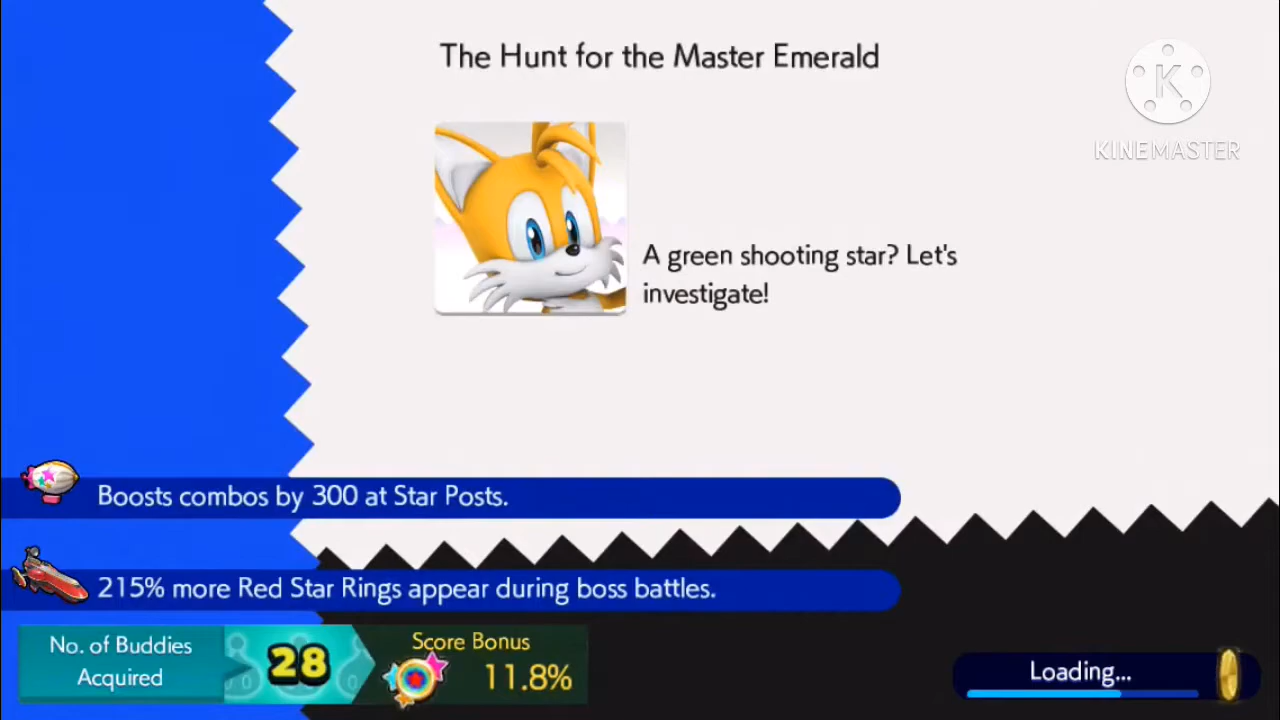 The Hunt for the Master Emerald
K
KINEMASTER
A green shooting star? Let's
investigate!
Boosts combos by 300 at Star Posts.
215% more Red Star Rings appear during boss battles.
No. of Buddies
Acquired
28
Score Bonus
11.8%
Loading...